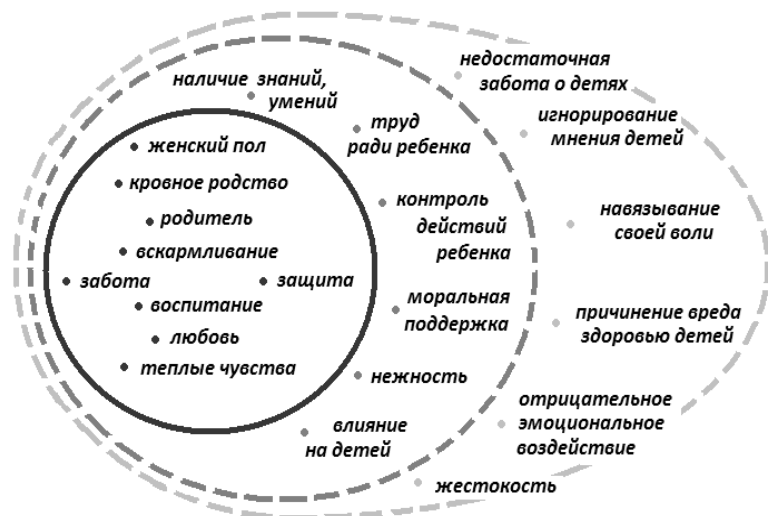 недостаточная
забота о детях
наличие знаний,
умений
игнорирование
мнения детей
труд
ради ребенка
женский пол
кровное родство
контроль
действий
ребенка
родитель
навязывание
своей воли
вскармливание
забота
защита
воспитание
моральная
поддержка
причинение вреда
здоровью детей
любовь
теплые чувства
нежность
отрицательное
эмоциональное
воздействие
влияние
на детей
жестокость